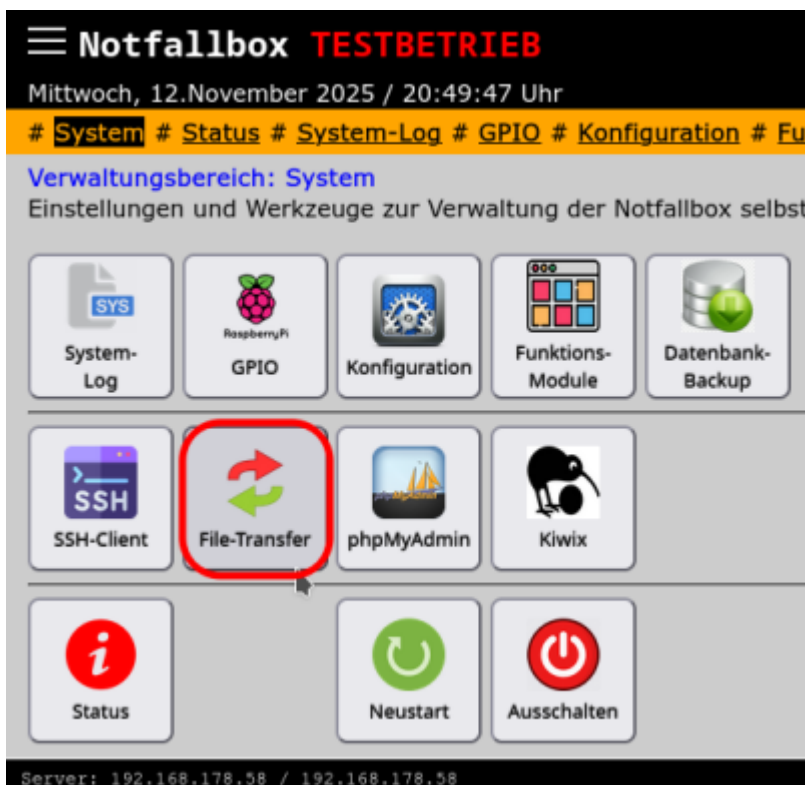 Notfallbox TESTBETRIEB
Mittwoch, 12.November 2025 / 20:49:47 Uhr
# System # Status # System-Log # GPIO # Konfiguration # Fu
Verwaltungsbereich: System
Einstellungen und Werkzeuge zur Verwaltung der Notfallbox selbst
SYS
System-
Log
RaspberryPi
GPIO
Konfiguration
Funktions-
Module
Datenbank-
Backup
SSH
SSH-Client
File-Transfer
phpMyAdmin
phpMyAdmin
Kiwix
i
Status
Neustart
Ausschalten
Server: 192.168.178.58 / 192.168.178.58